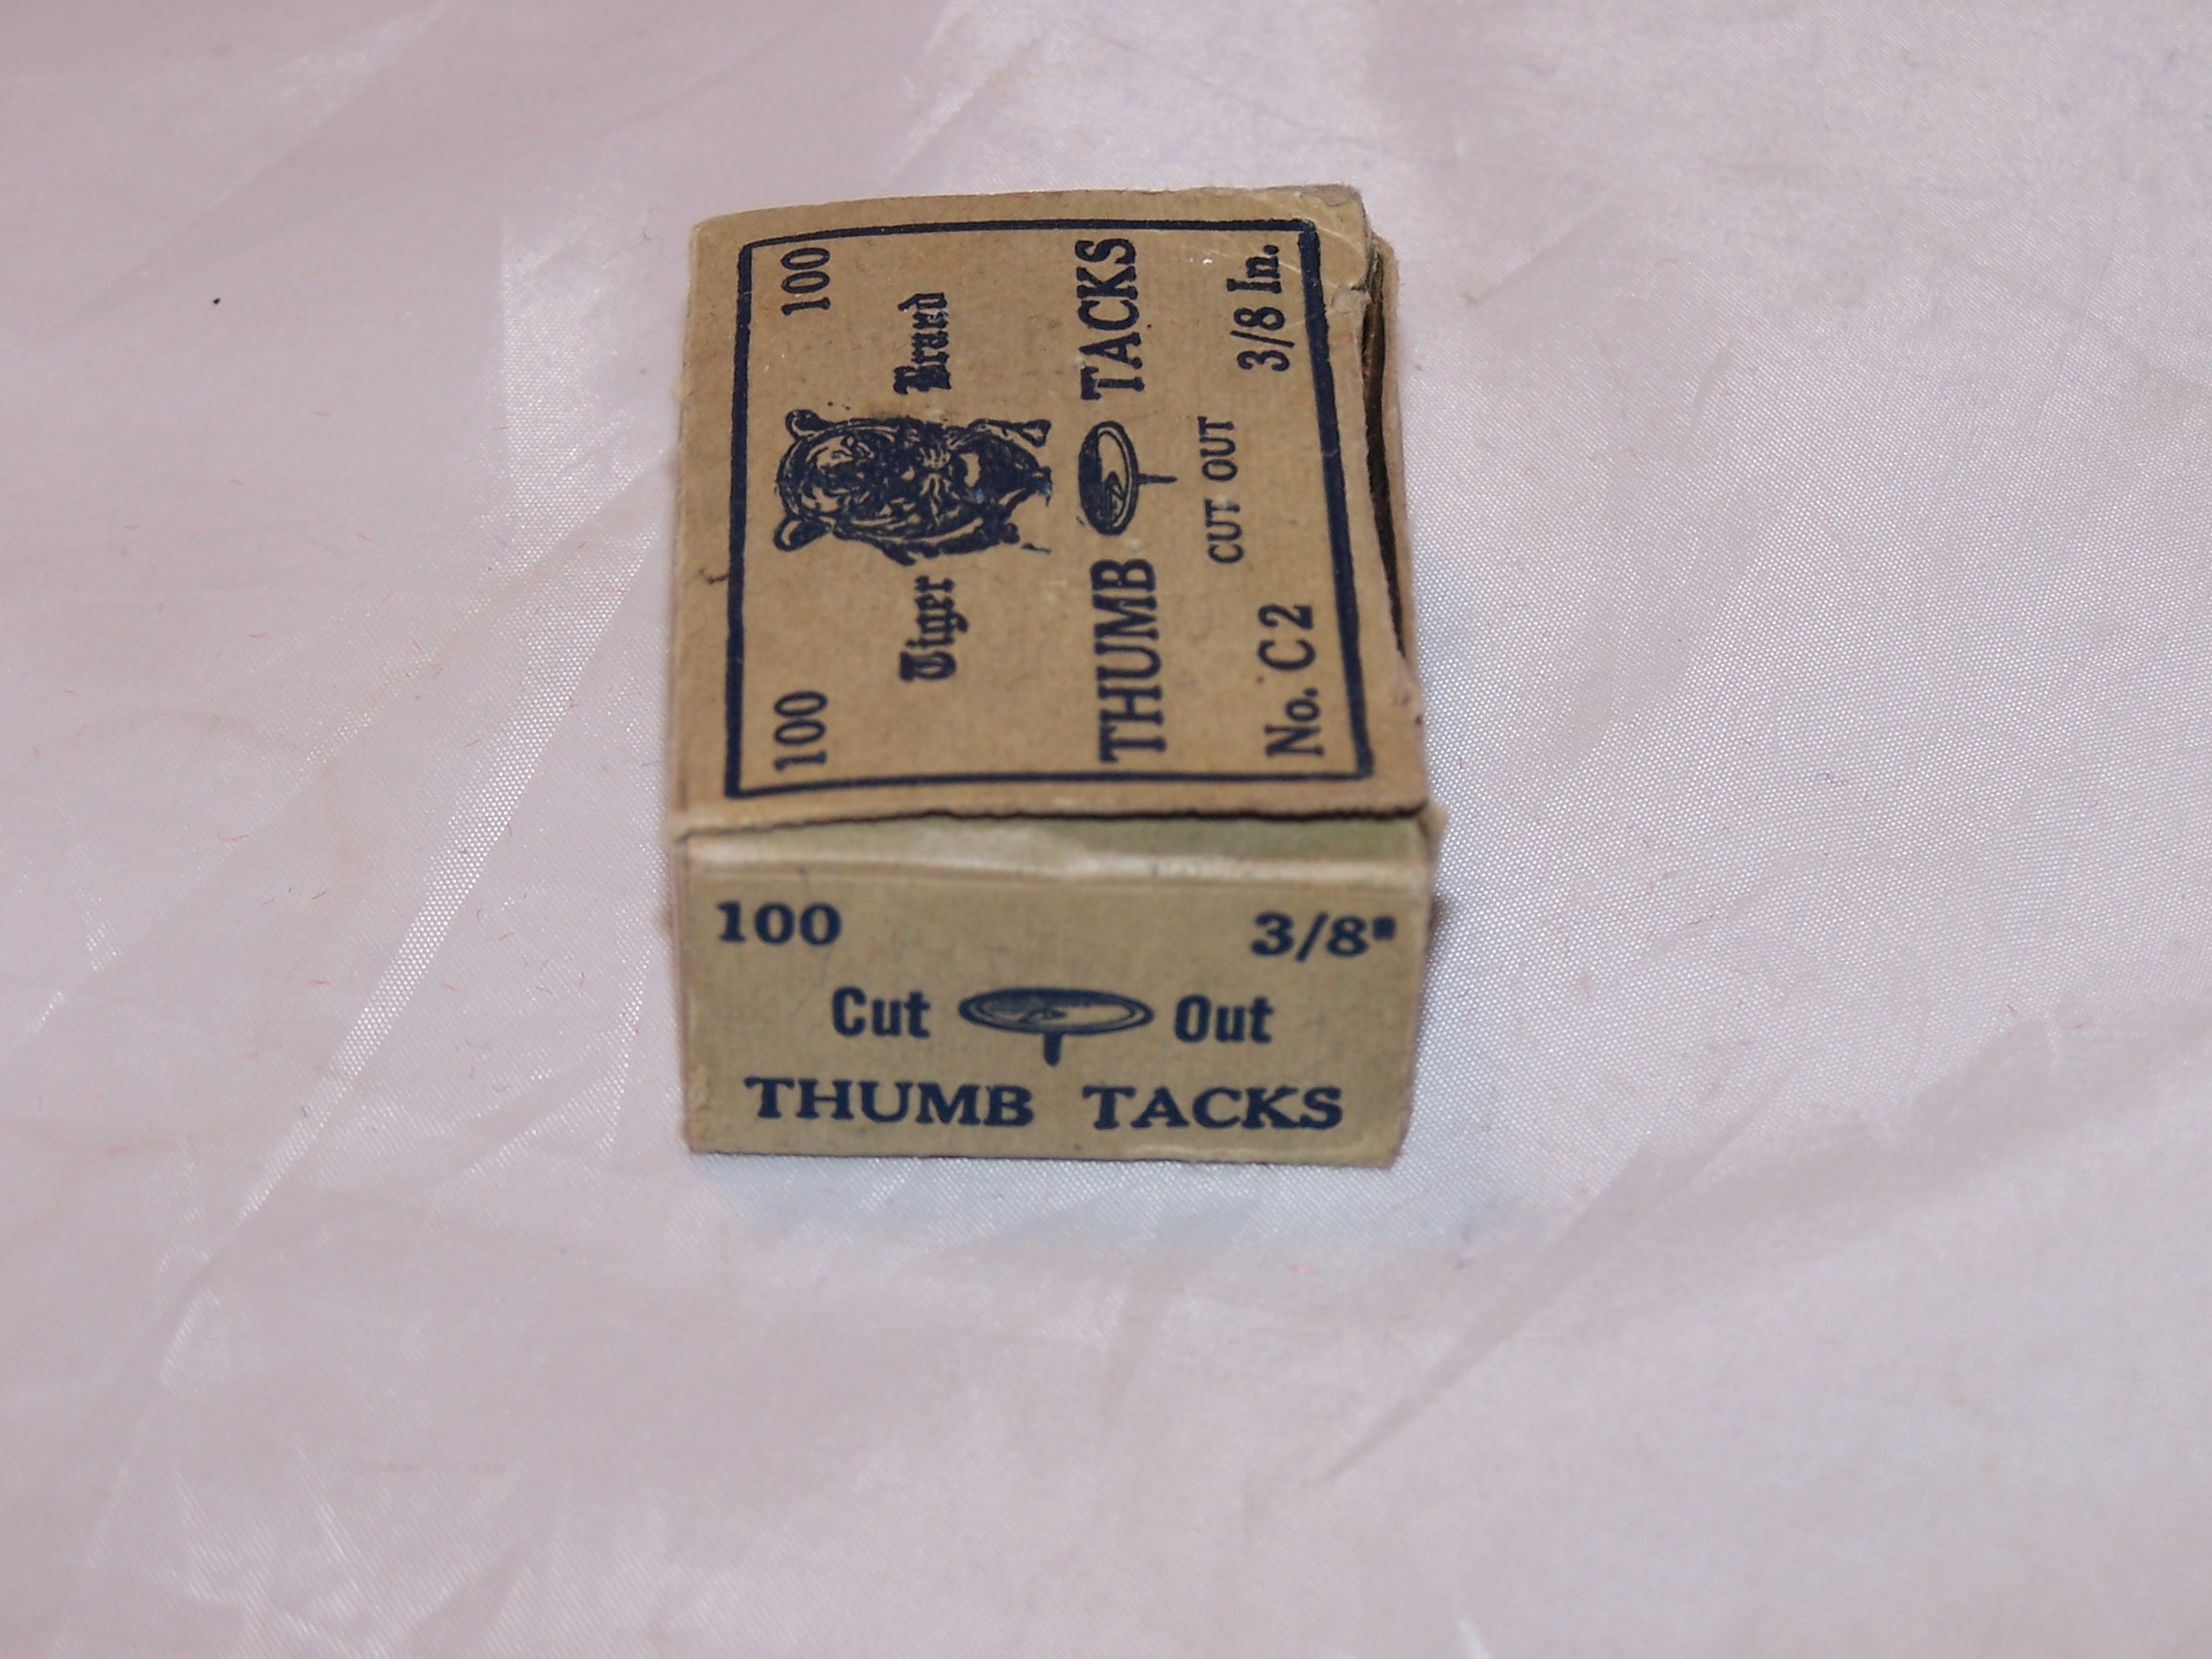 100 100
Tiger Brand
THUMB TACKS
CUT OUT
No. C2 3/8 In.
100 3/8"
Cut Out
THUMB TACKS